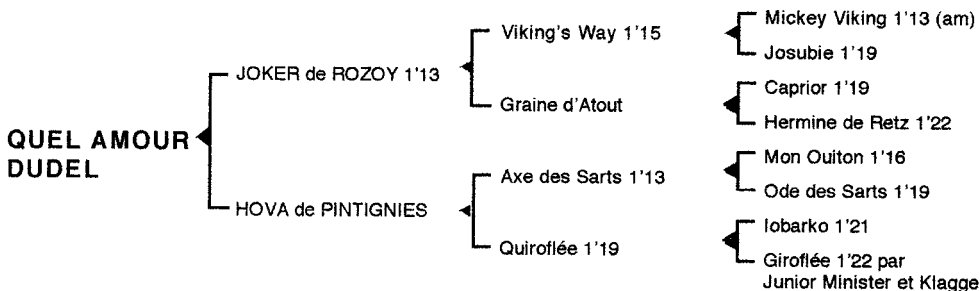 Mickey Viking 1'13 (am)
Viking's Way 1'15
Josubie 1'19
JOKER de ROZOY 1'13
Caprior 1'19
Graine d'Atout
Hermine de Retz 1'22
QUEL AMOUR
DUDEL
Mon Ouiton 1'16
Axe des Sarts 1'13
Ode des Sarts 1'19
HOVA de PINTIGNIES
Iobarko 1'21
Quiroflée 1'19
Giroflée 1'22 par
Junior Minister et Klagge